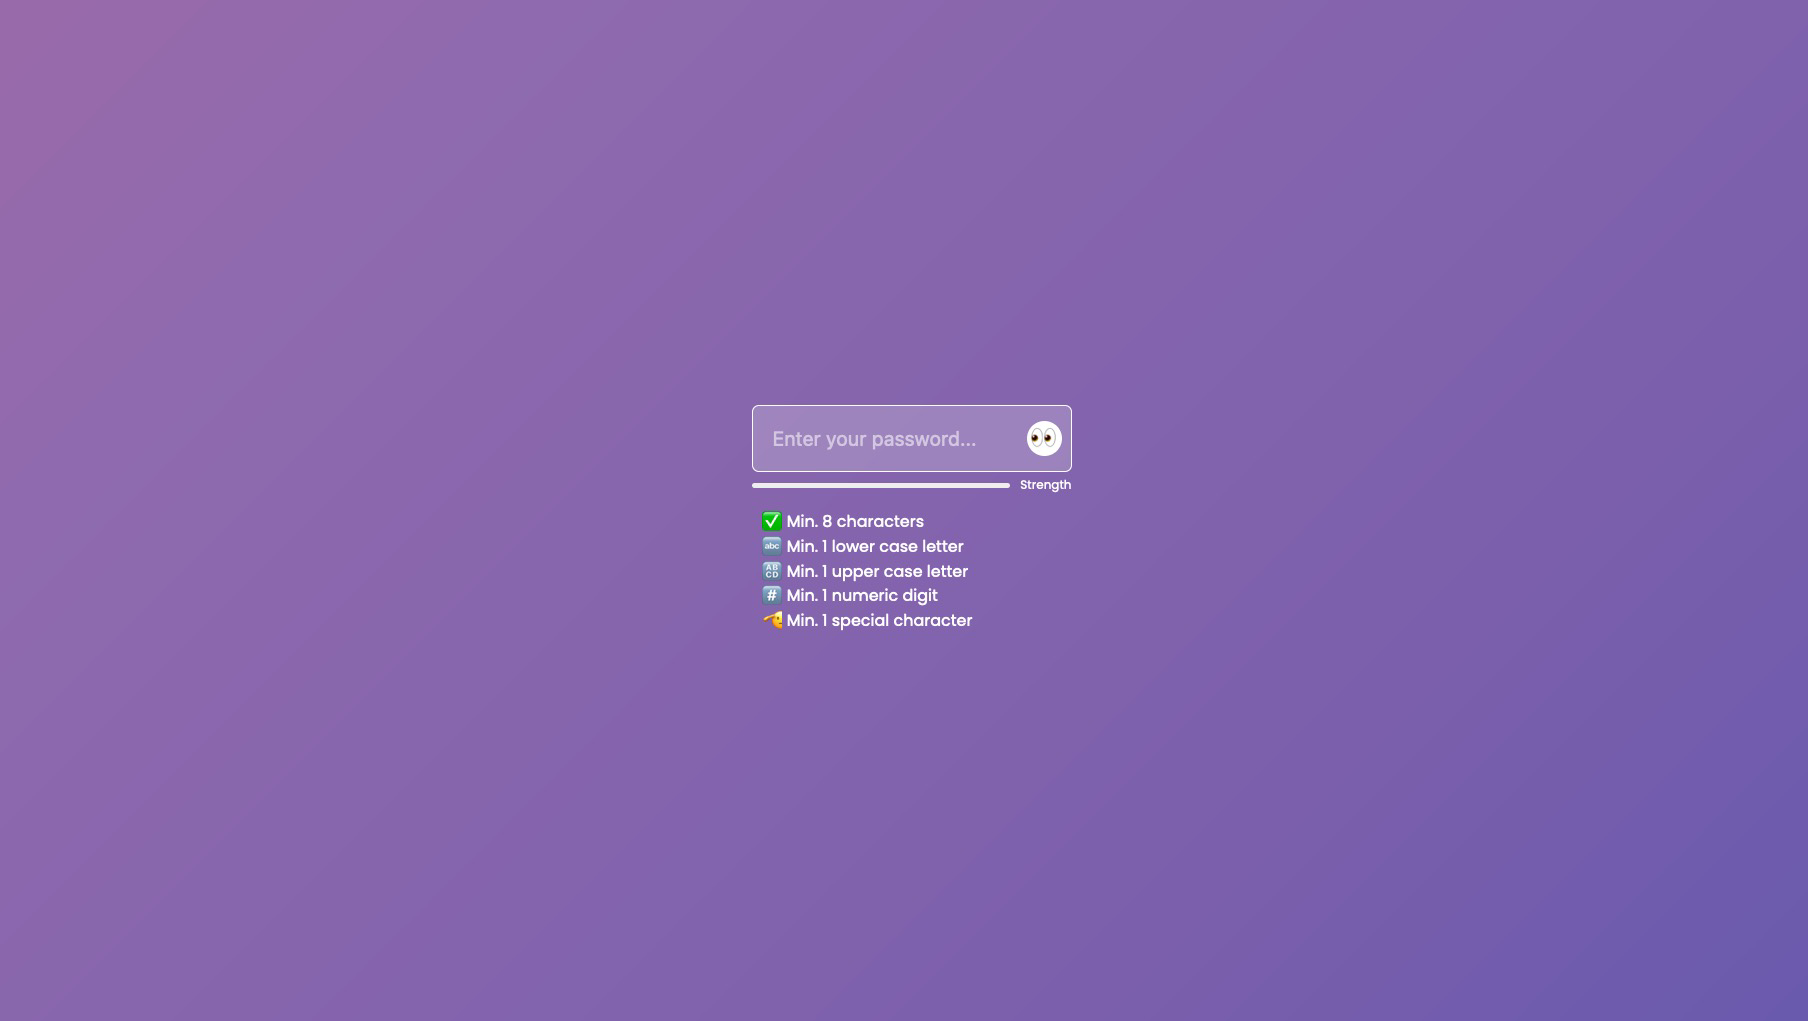 Enter your password...
Strength
✅ Min. 8 characters
🔤 Min. 1 lower case letter
🔠 Min. 1 upper case letter
#️⃣ Min. 1 numeric digit
Min. 1 special character